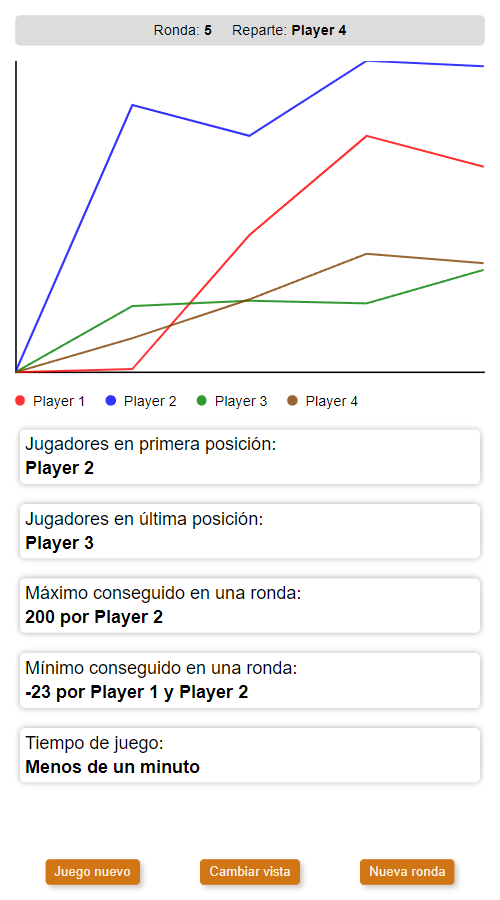 Ronda: 5 Reparte: Player 4
Player 1 Player 2 Player 3 Player 4
Jugadores en primera posición:
Player 2
Jugadores en última posición:
Player 3
Máximo conseguido en una ronda:
200 por Player 2
Mínimo conseguido en una ronda:
-23 por Player 1 y Player 2
Tiempo de juego:
Menos de un minuto
Juego nuevo Cambiar vista Nueva ronda